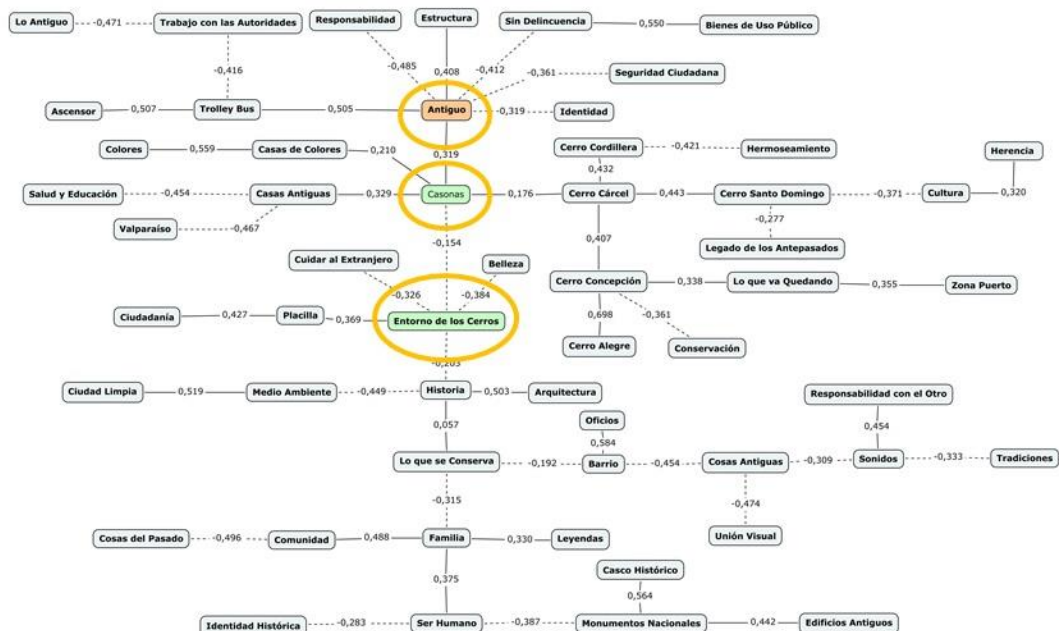 Estructura
Lo Antiguo
-0,471
Trabajo con las Autoridades
Responsabilidad
Sin Delincuencia
0,550
Bienes de Uso Público
-0,416
-0,485
0,408
-0,412
-0,361
Seguridad Ciudadana
Ascensor
0,507
Trolley Bus
0,505
Antiguo
-0,319
Identidad
Colores
0,559
Casas de Colores
0,210
0,319
Cerro Cordillera
-0,421
Hermoseamiento
Herencia
0,432
0,320
Salud y Educación
-0,454
Casas Antiguas
0,329
Casonas
0,176
Cerro Cárcel
0,443
Cerro Santo Domingo
-0,371
Cultura
Valparaíso
-0,467
-0,277
-0,154
0,407
Legado de los Antepasados
Cuidar al Extranjero
Belleza
-0,326
-0,384
Cerro Concepción
0,338
Lo que va Quedando
0,355
Zona Puerto
Ciudadanía
0,427
Placilla
0,369
Entorno de los Cerros
0,698
-0,361
Cerro Alegre
Conservación
-0,203
Ciudad Limpia
0,519
Medio Ambiente
-0,449
Historia
0,503
Arquitectura
Responsabilidad con el Otro
0,057
Oficios
0,584
0,454
Lo que se Conserva
-0,192
Barrio
-0,454
Cosas Antiguas
-0,309
Sonidos
-0,333
Tradiciones
-0,315
-0,474
Unión Visual
Cosas del Pasado
-0,496
Comunidad
0,488
Familia
0,330
Leyendas
0,375
Casco Histórico
0,564
Identidad Histórica
-0,283
Ser Humano
-0,387
Monumentos Nacionales
0,442
Edificios Antiguos